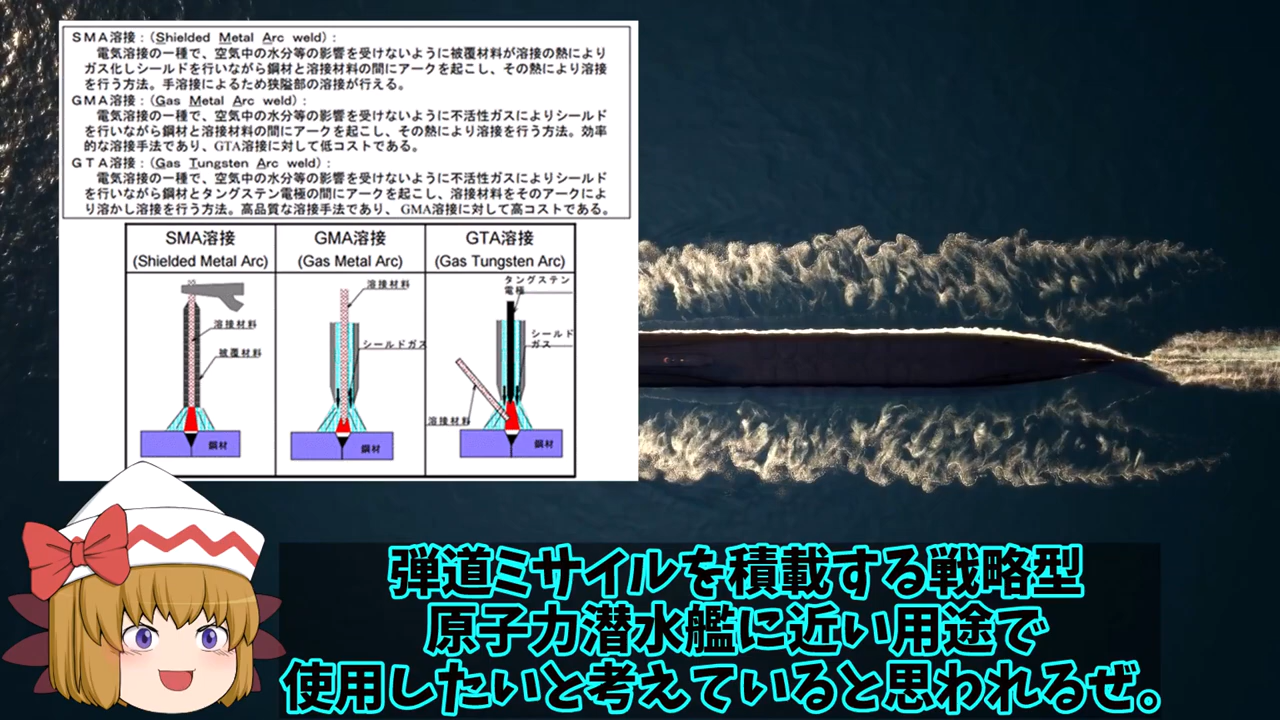 SMA溶接：(Shielded Metal Arc weld)：
電気溶接の一種で、空気中の水分等の影響を受けないように被覆材料が溶接の熱により
ガス化しシールドを行いながら鋼材と溶接材料の間にアークを起こし、その熱により溶接
を行う方法。手溶接によるため狭隘部の溶接が行える。
GMA溶接：(Gas Metal Arc weld)：
電気溶接の一種で、空気中の水分等の影響を受けないように不活性ガスによりシールド
を行いながら鋼材と溶接材料の間にアークを起こし、その熱により溶接を行う方法。効率
的な溶接手法であり、GTA溶接に対して低コストである。
GTA溶接：(Gas Tungsten Arc weld)：
電気溶接の一種で、空気中の水分等の影響を受けないように不活性ガスによりシールド
を行いながら鋼材とタングステン電極の間にアークを起こし、溶接材料をそのアークによ
り溶かし溶接を行う方法。高品質な溶接手法であり、GMA溶接に対して高コストである。
SMA溶接
(Shielded Metal Arc)
GMA溶接
(Gas Metal Arc)
GTA溶接
(Gas Tungsten Arc)
溶接材料
被覆材料
鋼材
溶接材料
シールドガス
鋼材
タングステン
電極
シールド
ガス
溶接材料
鋼材
弾道ミサイルを積載する戦略型
原子力潜水艦に近い用途で
使用したいと考えていると思われるぜ。